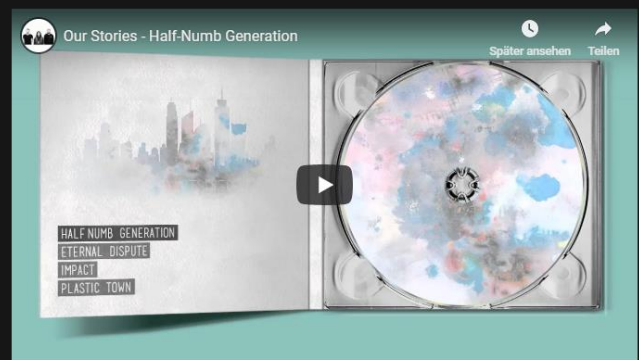 Our Stories - Half-Numb Generation
Später ansehen
Teilen
HALF NUMB GENERATION
ETERNAL DISPUTE
IMPACT
PLASTIC TOWN